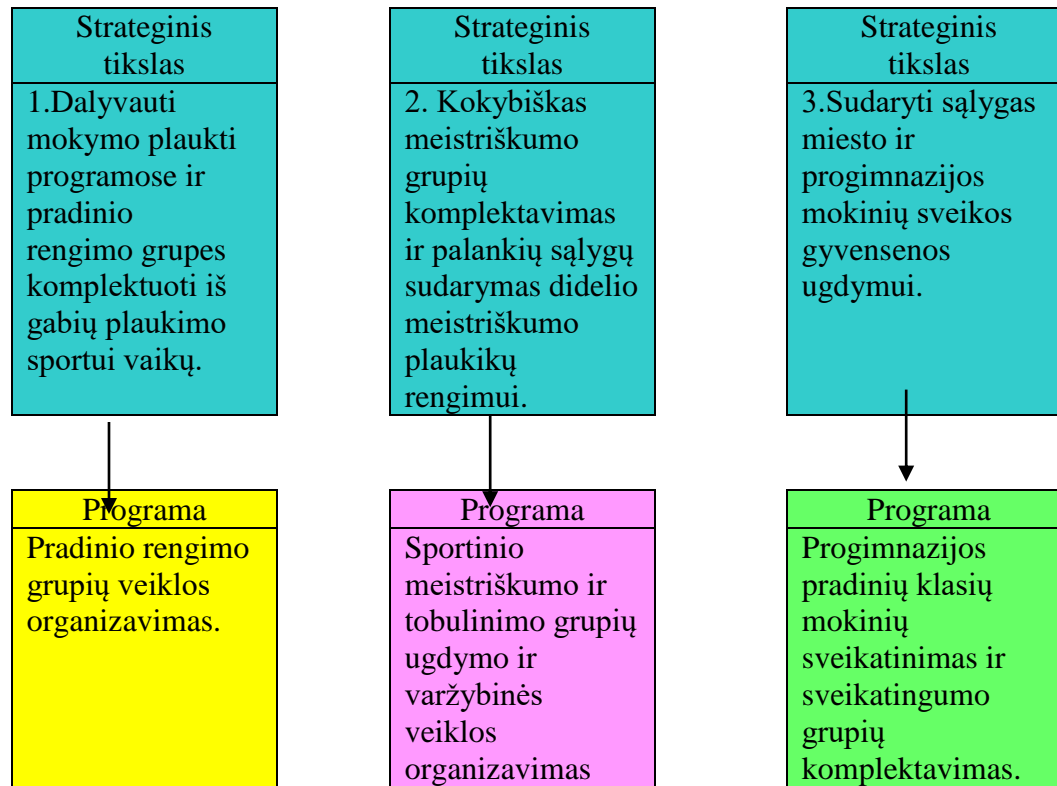 Strateginis
tikslas
1.Dalyvauti
mokymo plaukti
programose ir
pradinio
rengimo grupes
komplektuoti iš
gabių plaukimo
sportui vaikų.
Strateginis
tikslas
2. Kokybiškas
meistriškumo
grupių
komplektavimas
ir palankių sąlygų
sudarymas didelio
meistriškumo
plaukikų
rengimui.
Strateginis
tikslas
3.Sudaryti sąlygas
miesto ir
progimnazijos
mokinių sveikos
gyvensenos
ugdymui.
Programa
Pradinio rengimo
grupių veiklos
organizavimas.
Programa
Sportinio
meistriškumo ir
tobulinimo grupių
ugdymo ir
varžybinės
veiklos
organizavimas
Programa
Progimnazijos
pradinių klasių
mokinių
sveikatinimas ir
sveikatingumo
grupių
komplektavimas.